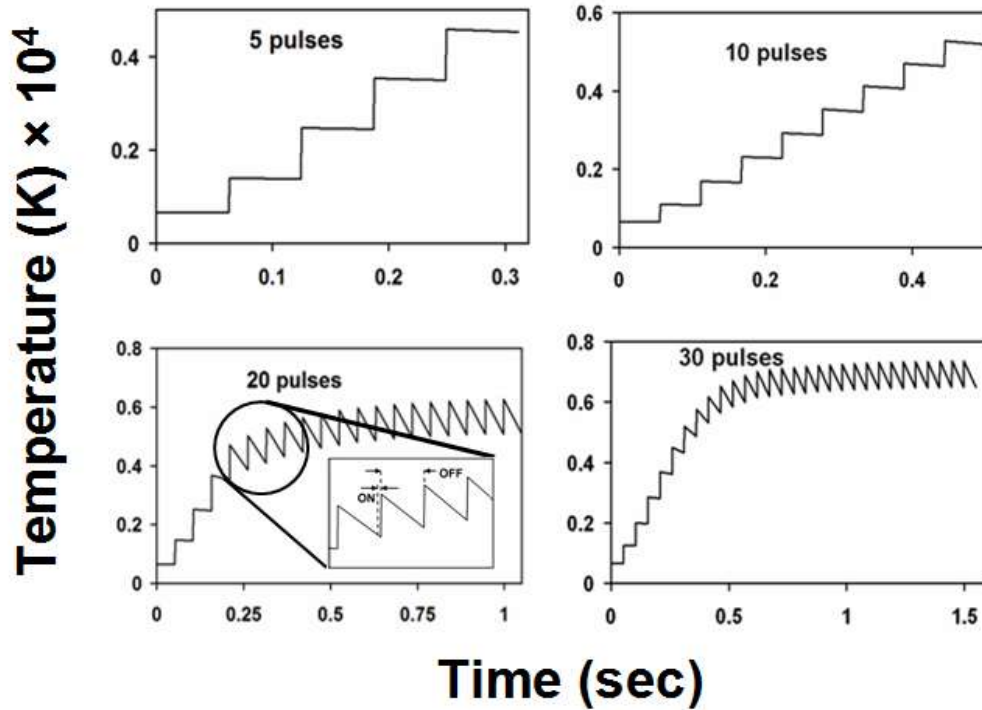 Temperature (K) × 10⁴
5 pulses
0.4
0.2
0
0 0.1 0.2 0.3
10 pulses
0.6
0.4
0.2
0
0 0.2 0.4
20 pulses
0.8
0.6
0.4
0.2
0
0 0.25 0.5 0.75 1
ON
OFF
30 pulses
0.8
0.6
0.4
0.2
0
0 0.5 1 1.5
Time (sec)